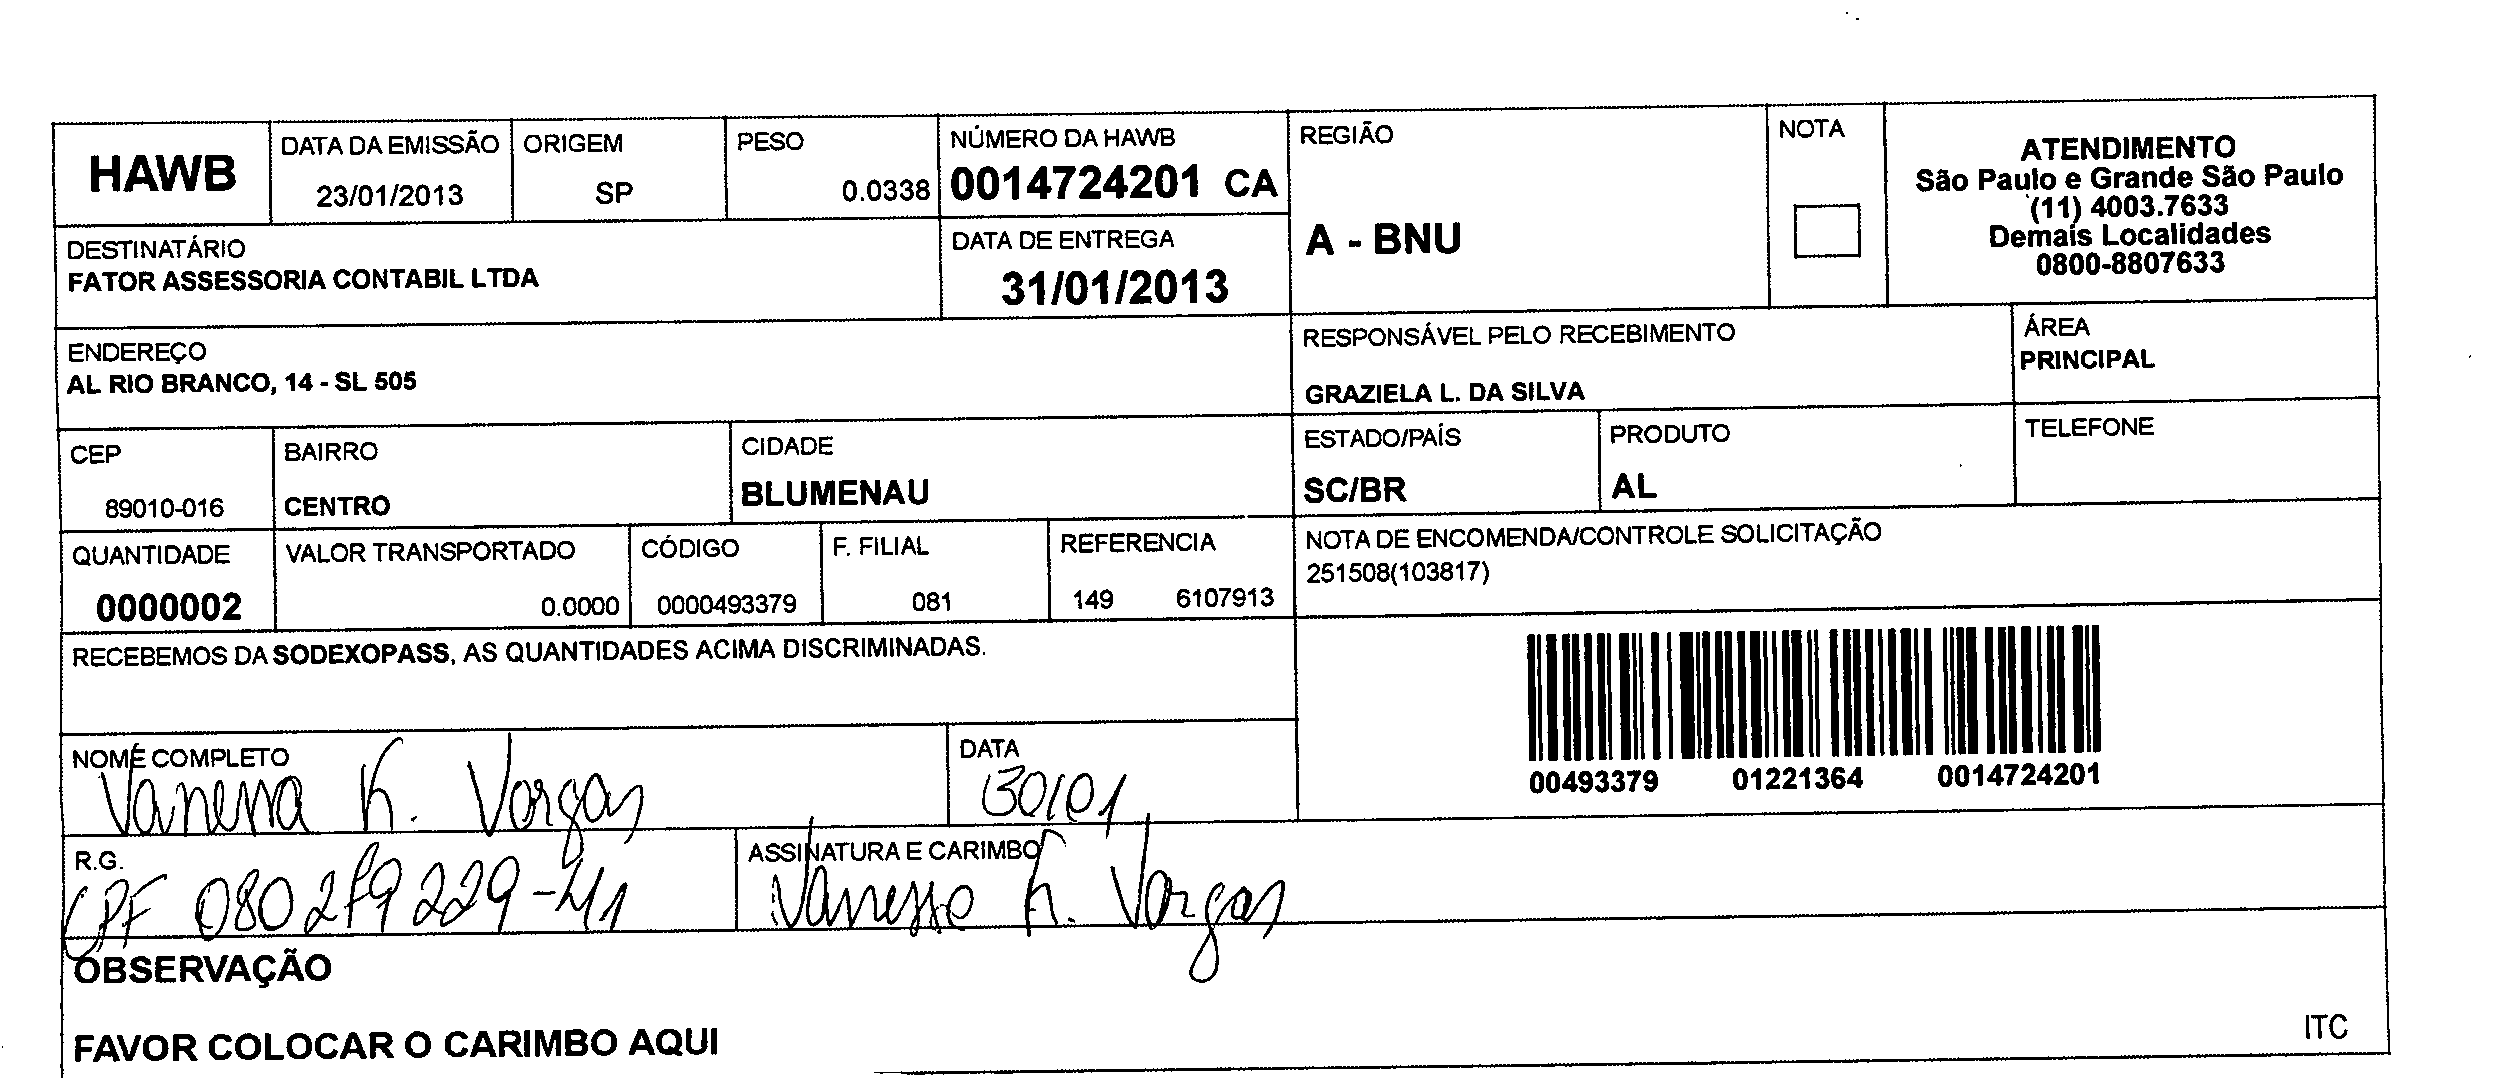 HAWB
DATA DA EMISSÃO
23/01/2013
ORIGEM
SP
PESO
0.0338
NÚMERO DA HAWB
0014724201 CA
REGIÃO
A - BNU
NOTA
ATENDIMENTO
São Paulo e Grande São Paulo
(11) 4003.7633
Demais Localidades
0800-8807633
DESTINATÁRIO
FATOR ASSESSORIA CONTABIL LTDA
DATA DE ENTREGA
31/01/2013
ENDEREÇO
AL RIO BRANCO, 14 - SL 505
RESPONSÁVEL PELO RECEBIMENTO
GRAZIELA L. DA SILVA
ÁREA
PRINCIPAL
CEP
89010-016
BAIRRO
CENTRO
CIDADE
BLUMENAU
ESTADO/PAÍS
SC/BR
PRODUTO
AL
TELEFONE
QUANTIDADE
0000002
VALOR TRANSPORTADO
0.0000
CÓDIGO
0000493379
F. FILIAL
081
REFERENCIA
149 6107913
NOTA DE ENCOMENDA/CONTROLE SOLICITAÇÃO
251508(103817)
RECEBEMOS DA SODEXOPASS, AS QUANTIDADES ACIMA DISCRIMINADAS.
00493379 01221364 0014724201
NOME COMPLETO
Vanessa K. Vargas
DATA
30/01
R.G.
CPF 080279229-41
ASSINATURA E CARIMBO
Vanessa K. Vargas
OBSERVAÇÃO
FAVOR COLOCAR O CARIMBO AQUI
ITC